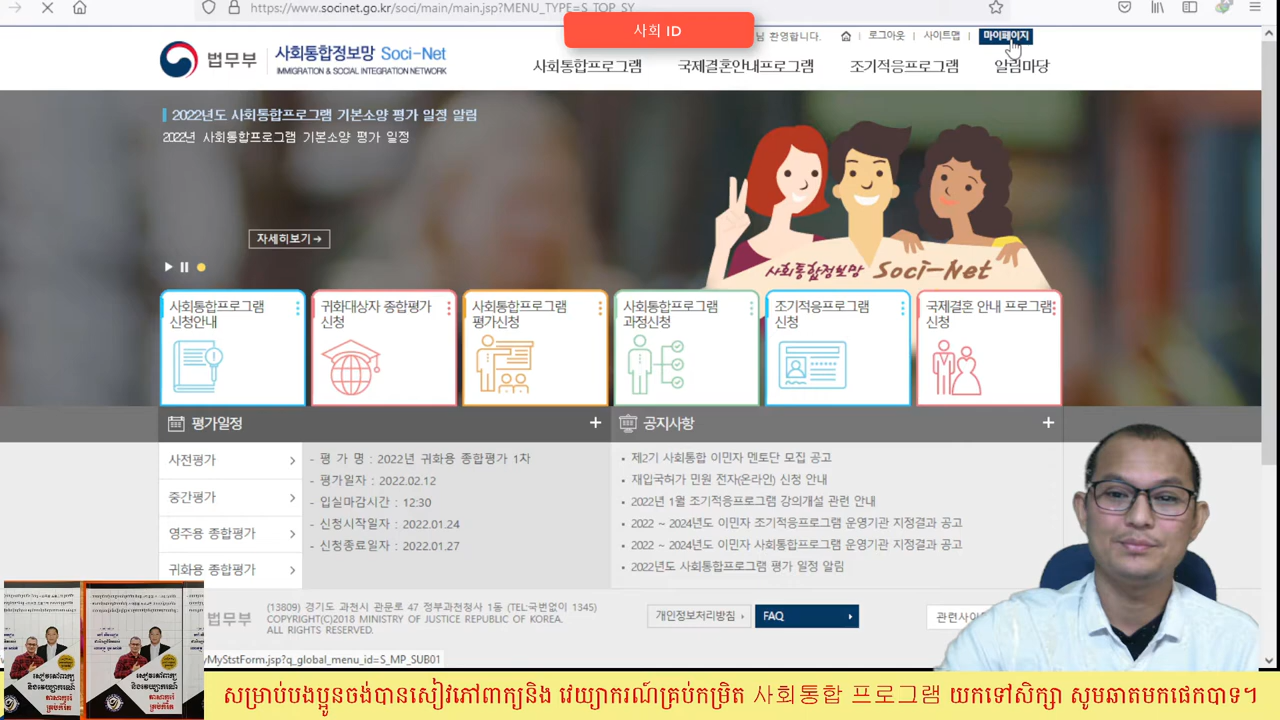 https://www.socinet.go.kr/soci/main/main.jsp?MENU_TYPE=S_TOP_SY
사회 ID
님 환영합니다.
로그아웃
사이트맵
마이페이지
법무부
사회통합정보망 Soci-Net
IMMIGRATION & SOCIAL INTEGRATION NETWORK
사회통합프로그램
국제결혼안내프로그램
조기적응프로그램
알림마당
2022년도 사회통합프로그램 기본소양 평가 일정 알림
2022년 사회통합프로그램 기본소양 평가 일정
자세히보기→
사회통합정보망 Soci-Net
사회통합프로그램
신청안내
귀화대상자 종합평가
신청
사회통합프로그램
평가신청
사회통합프로그램
과정신청
조기적응프로그램
신청
국제결혼 안내 프로그램
신청
평가일정
+
공지사항
+
사전평가
중간평가
영주용 종합평가
귀화용 종합평가
- 평 가 명 : 2022년 귀화용 종합평가 1차
- 평가일자 : 2022.02.12
- 입실마감시간 : 12:30
- 신청시작일자 : 2022.01.24
- 신청종료일자 : 2022.01.27
제2기 사회통합 이민자 멘토단 모집 공고
재입국허가 민원 전자(온라인) 신청 안내
2022년 1월 조기적응프로그램 강의개설 관련 안내
2022 ~ 2024년도 이민자 조기적응프로그램 운영기관 지정결과 공고
2022 ~ 2024년도 이민자 사회통합프로그램 운영기관 지정결과 공고
2022년도 사회통합프로그램 평가 일정 알림
법무부
(13809) 경기도 과천시 관문로 47 정부과천청사 1동 (TEL:국번없이 1345)
COPYRIGHT(C)2018 MINISTRY OF JUSTICE REPUBLIC OF KOREA.
ALL RIGHTS RESERVED.
개인정보처리방침
FAQ
관련사이
yMyStstForm.jsp?q_global_menu_id=S_MP_SUB01
សៀវភៅពាក្យ
និងវេយ្យាករណ៍
សម្រាប់បងប្អូនចង់បានសៀវភៅពាក្យនិង វេយ្យាករណ៍គ្រប់កម្រិត 사회통합 프로그램 យកទៅសិក្សា សូមឆាតមកផេកបាទ។